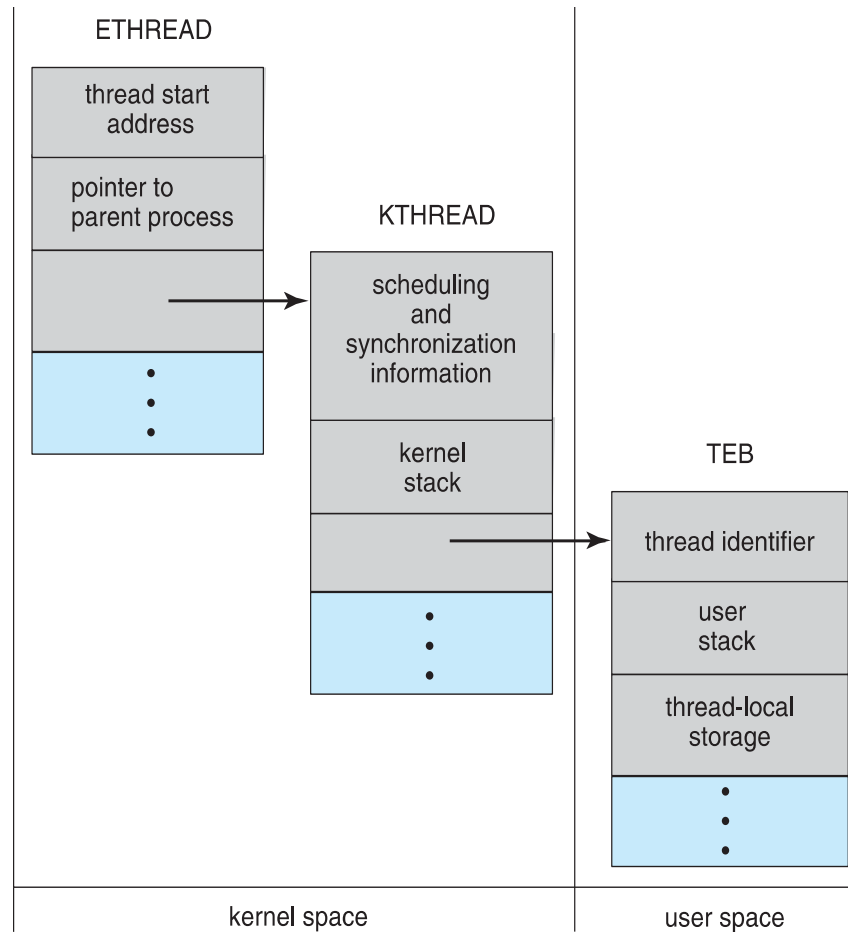 ETHREAD
thread start
address
pointer to
parent process
KTHREAD
scheduling
and
synchronization
information
kernel
stack
TEB
thread identifier
user
stack
thread-local
storage
kernel space
user space